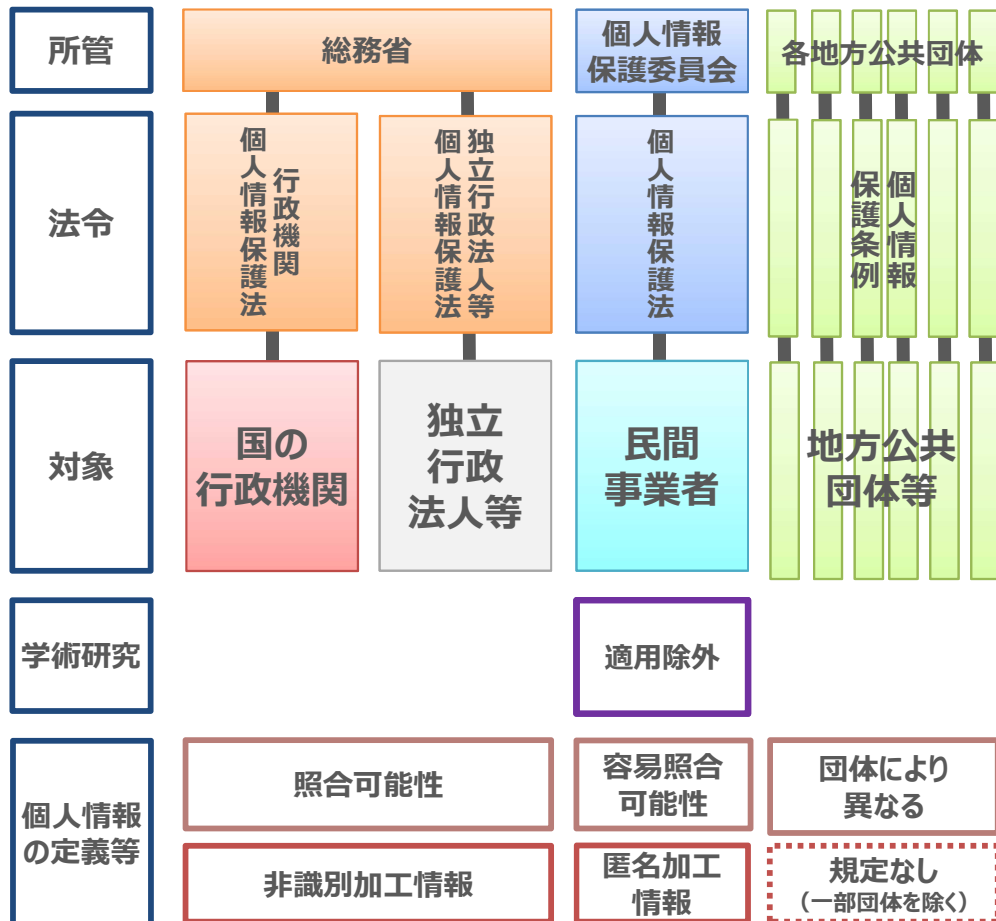 所管
総務省
個人情報
保護委員会
各地方公共団体
法令
行政機関
個人情報保護法
独立行政法人等
個人情報保護法
個人情報保護法
個人情報
保護条例
対象
国の
行政機関
独立
行政
法人等
民間
事業者
地方公共
団体等
学術研究
適用除外
個人情報
の定義等
照合可能性
容易照合
可能性
団体により
異なる
非識別加工情報
匿名加工
情報
規定なし
（一部団体を除く）